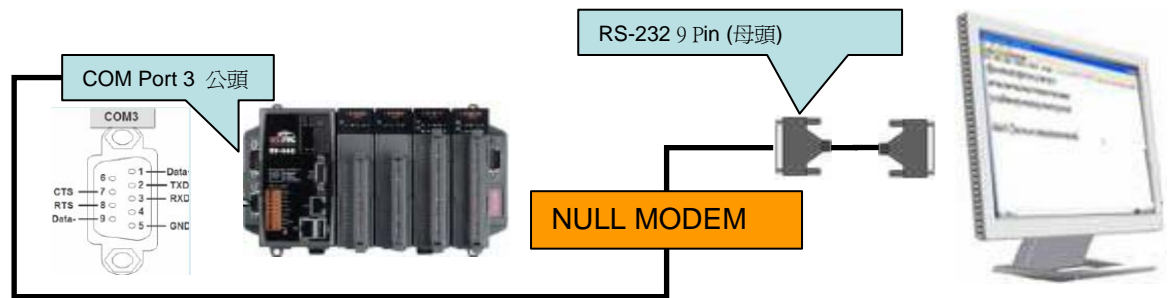 RS-232 9 Pin (母頭)
COM Port 3 公頭
COM3
1 Data-
6
2 TXD
CTS 7
3 RXD
RTS 8
4
Data- 9
5 GND
NULL MODEM